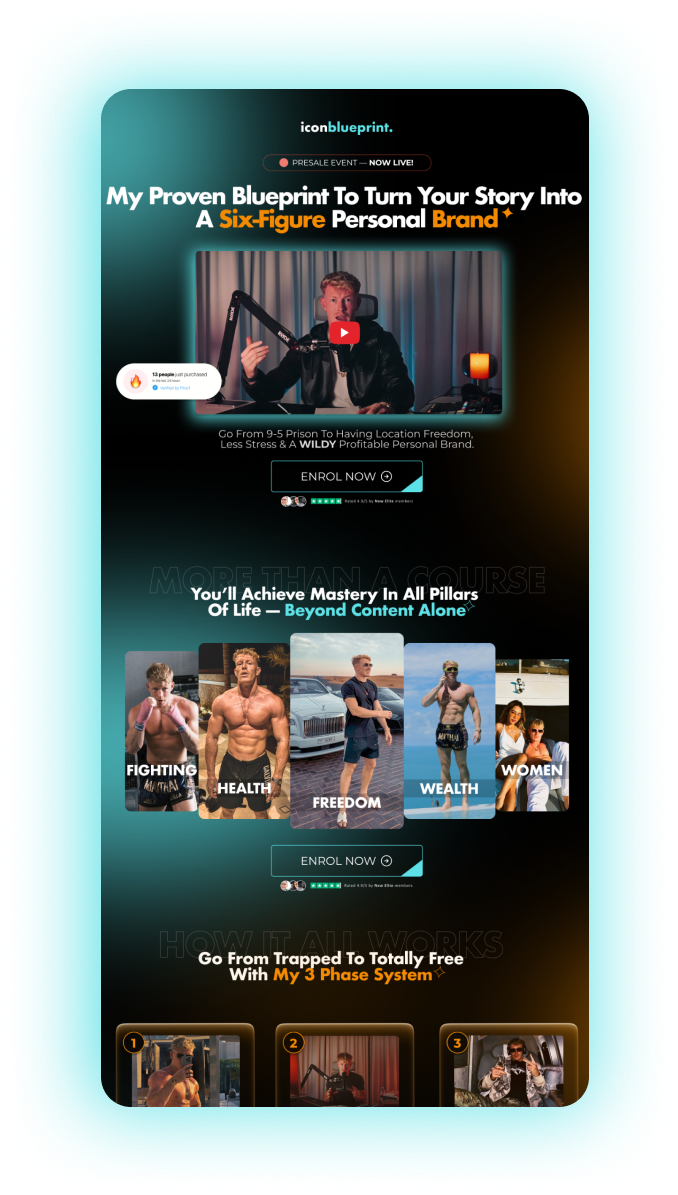 iconblueprint.
PRESALE EVENT — NOW LIVE!
My Proven Blueprint To Turn Your Story Into
A Six-Figure Personal Brand
RØDE
RØDE
13 people just purchased
in the last 24 hours
Verified by Proof
Go From 9-5 Prison To Having Location Freedom,
Less Stress & A WILDY Profitable Personal Brand.
ENROL NOW
Rated 4.9/5 by New Elite members
MORE THAN A COURSE
You'll Achieve Mastery In All Pillars
Of Life — Beyond Content Alone
FIGHTING
HEALTH
FREEDOM
WEALTH
WOMEN
ENROL NOW
Rated 4.9/5 by New Elite members
HOW IT ALL WORKS
Go From Trapped To Totally Free
With My 3 Phase System
1
2
3